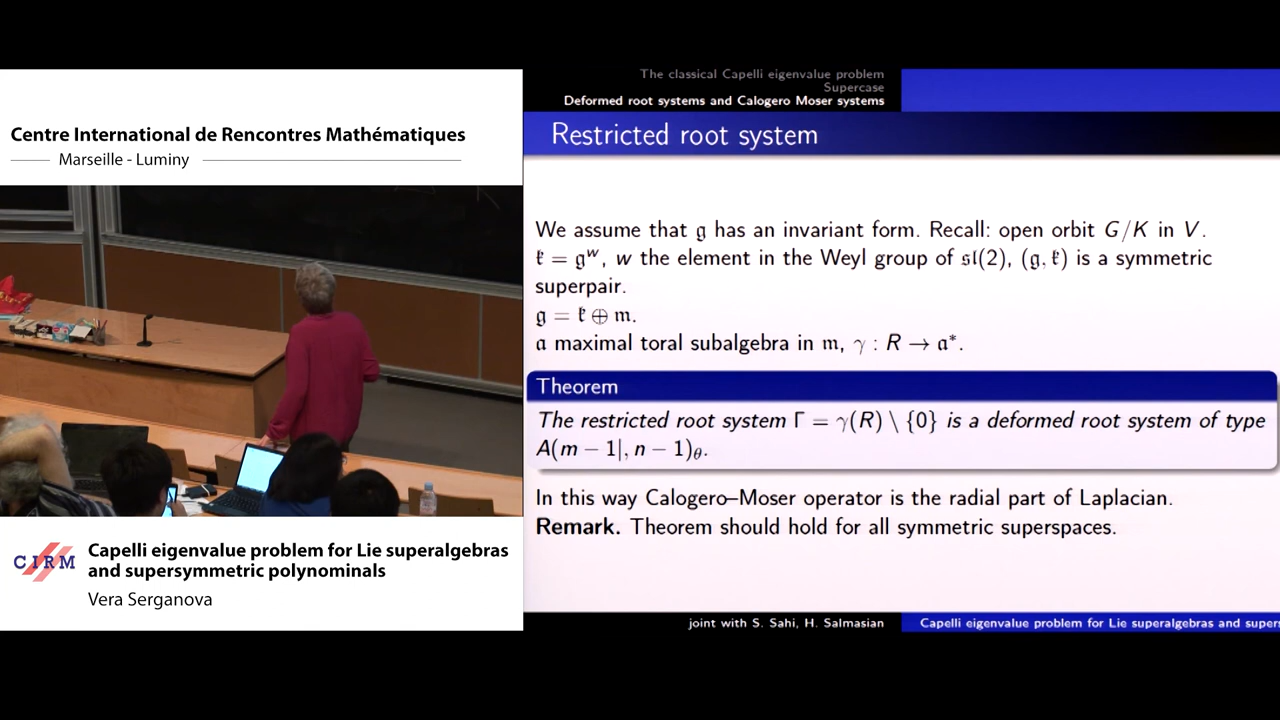 Centre International de Rencontres Mathématiques
Marseille - Luminy
CIRM
Capelli eigenvalue problem for Lie superalgebras
and supersymmetric polynominals
Vera Serganova
The classical Capelli eigenvalue problem
Supercase
Deformed root systems and Calogero Moser systems
Restricted root system
We assume that 𝔤 has an invariant form. Recall: open orbit G/K in V.
𝔨 = 𝔤^w, w the element in the Weyl group of 𝔰𝔩(2), (𝔤, 𝔨) is a symmetric
superpair.
𝔤 = 𝔨 ⊕ 𝔪.
𝔞 maximal toral subalgebra in 𝔪, γ : R → 𝔞*.
Theorem
The restricted root system Γ = γ(R) \ {0} is a deformed root system of type
A(m − 1|, n − 1)_θ.
In this way Calogero–Moser operator is the radial part of Laplacian.
Remark. Theorem should hold for all symmetric superspaces.
joint with S. Sahi, H. Salmasian
Capelli eigenvalue problem for Lie superalgebras and super